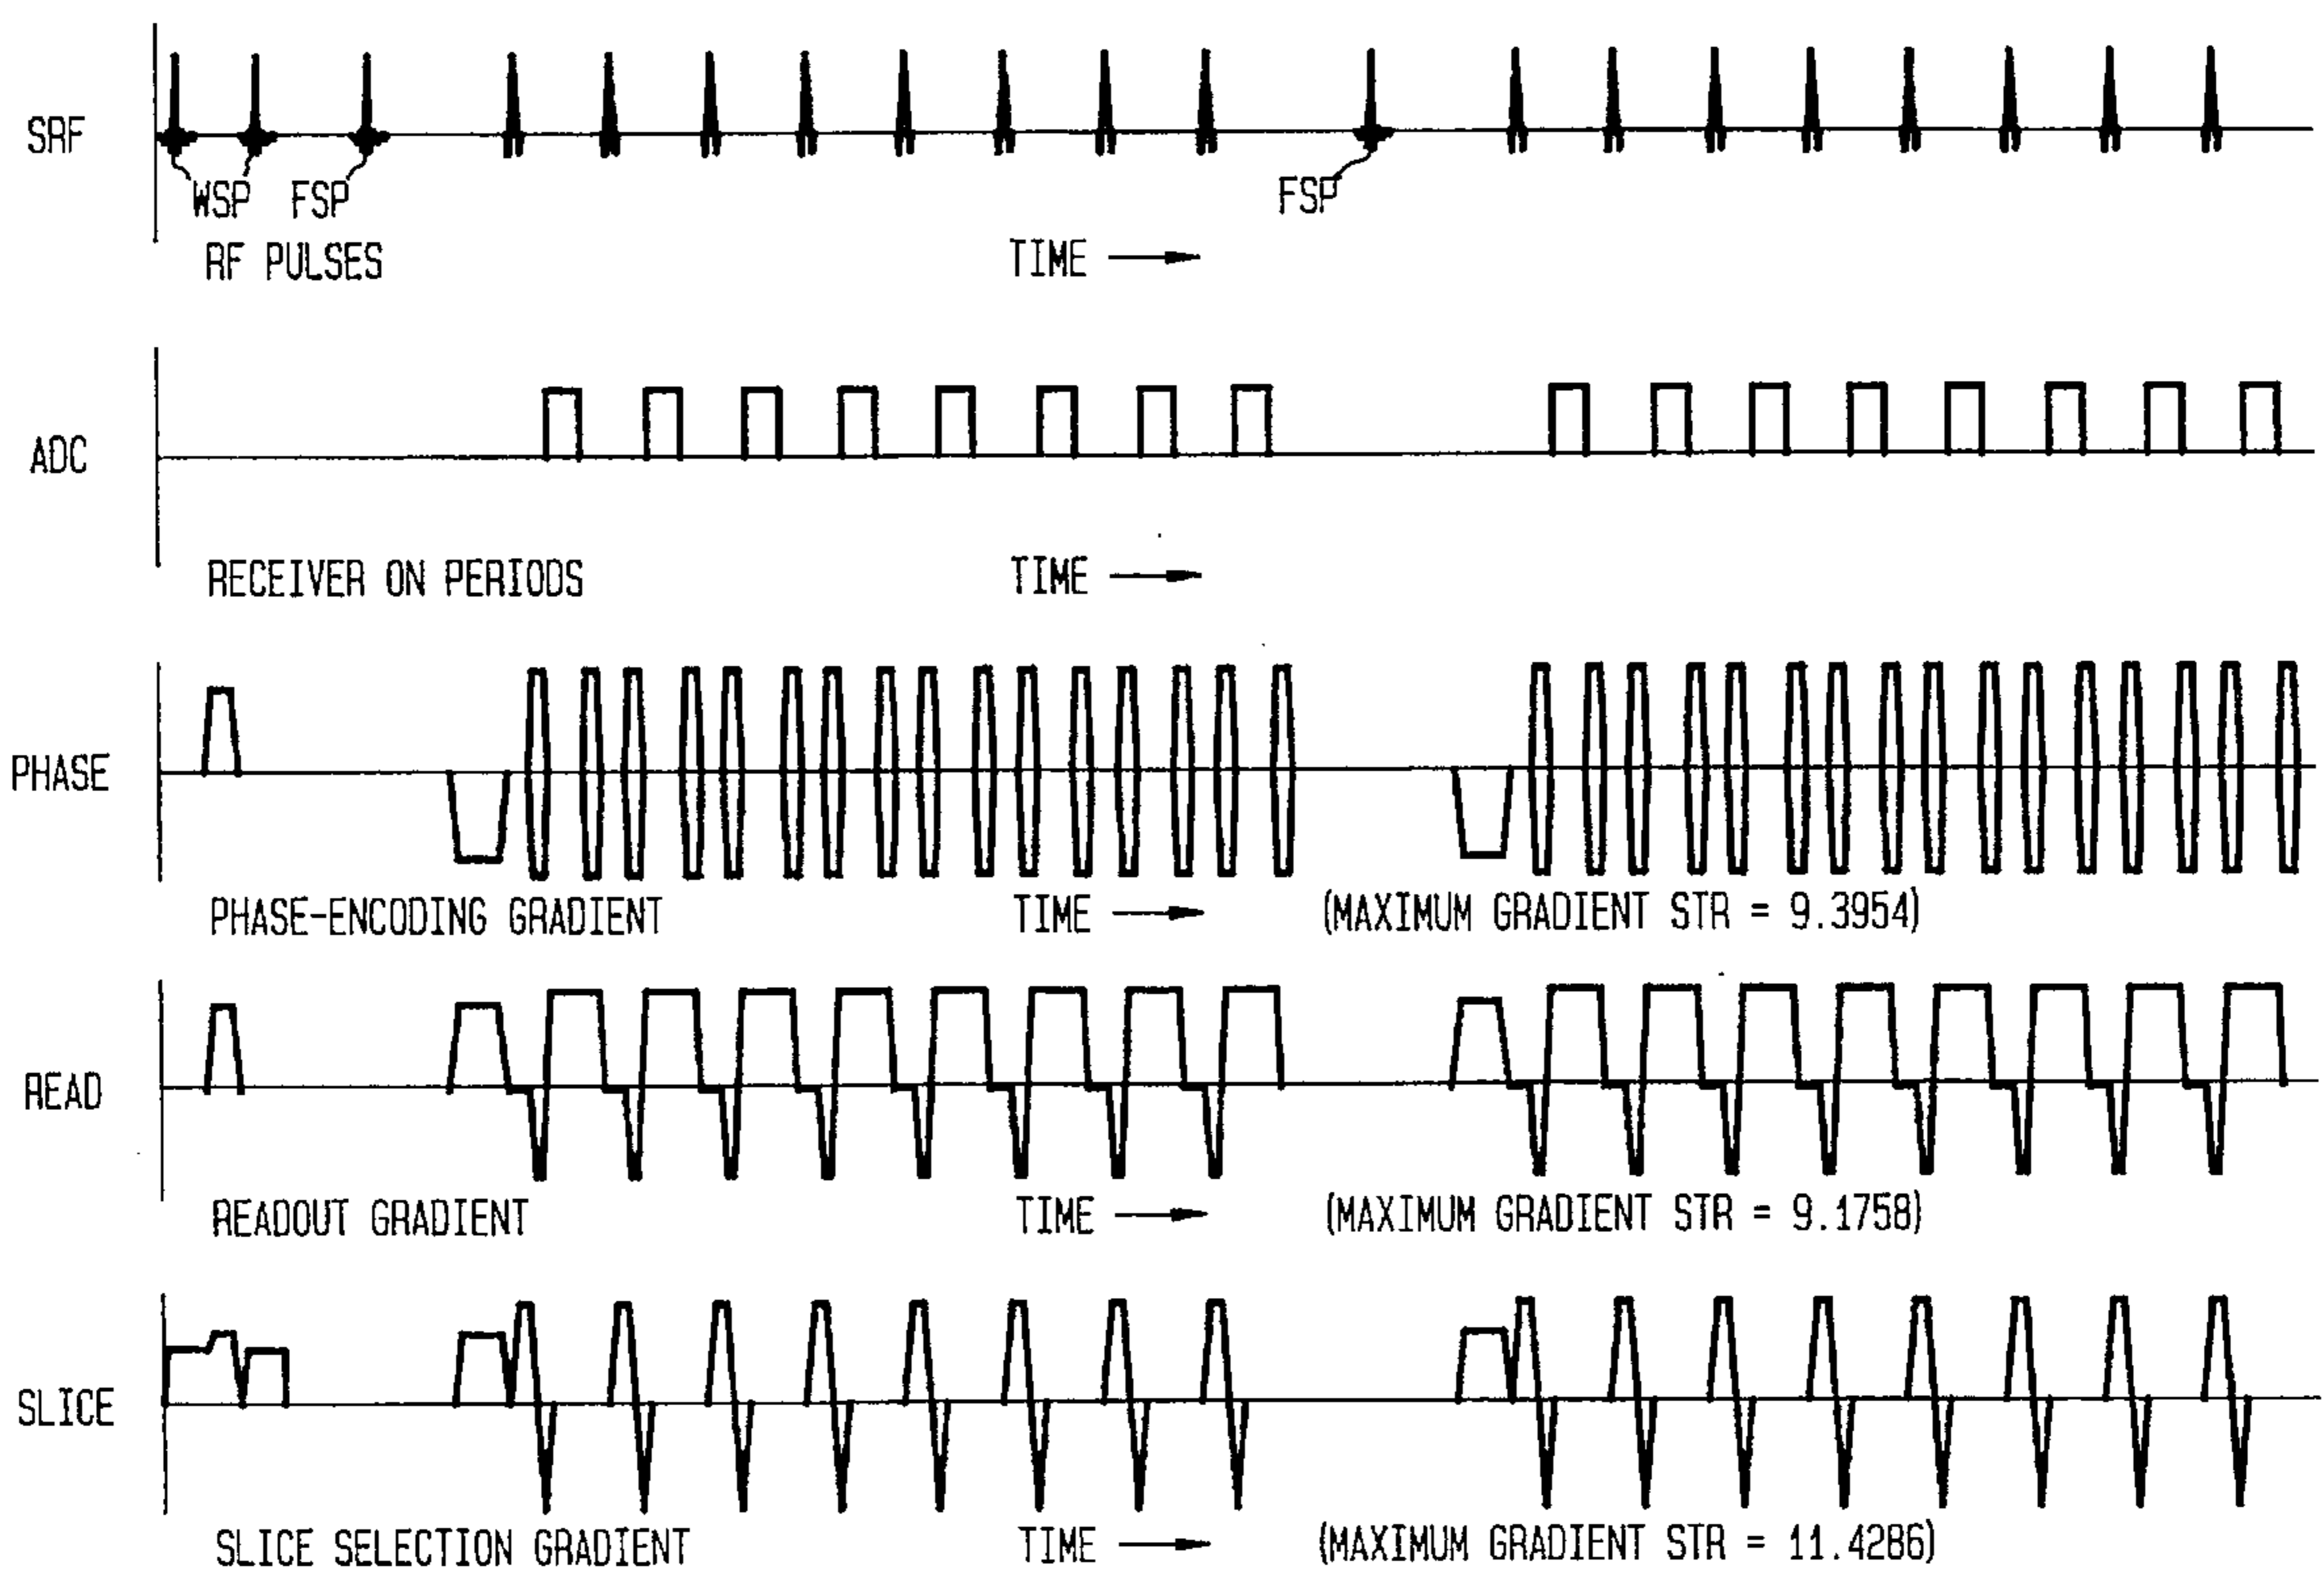 SRF
WSP FSP FSP
RF PULSES TIME
ADC
RECEIVER ON PERIODS TIME
PHASE
PHASE-ENCODING GRADIENT TIME (MAXIMUM GRADIENT STR = 9.3954)
READ
READOUT GRADIENT TIME (MAXIMUM GRADIENT STR = 9.1758)
SLICE
SLICE SELECTION GRADIENT TIME (MAXIMUM GRADIENT STR = 11.4286)